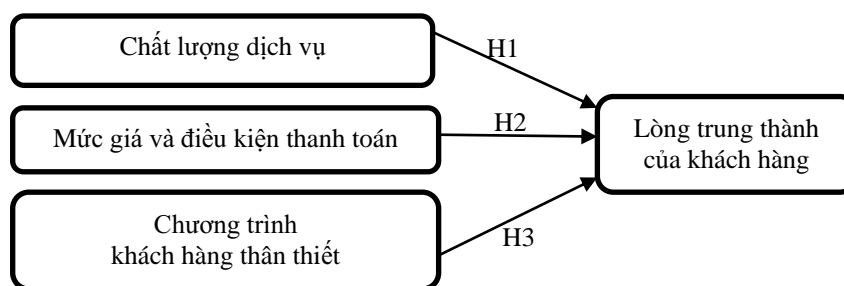 Chất lượng dịch vụ
H1
Mức giá và điều kiện thanh toán
H2
Lòng trung thành
của khách hàng
Chương trình
khách hàng thân thiết
H3